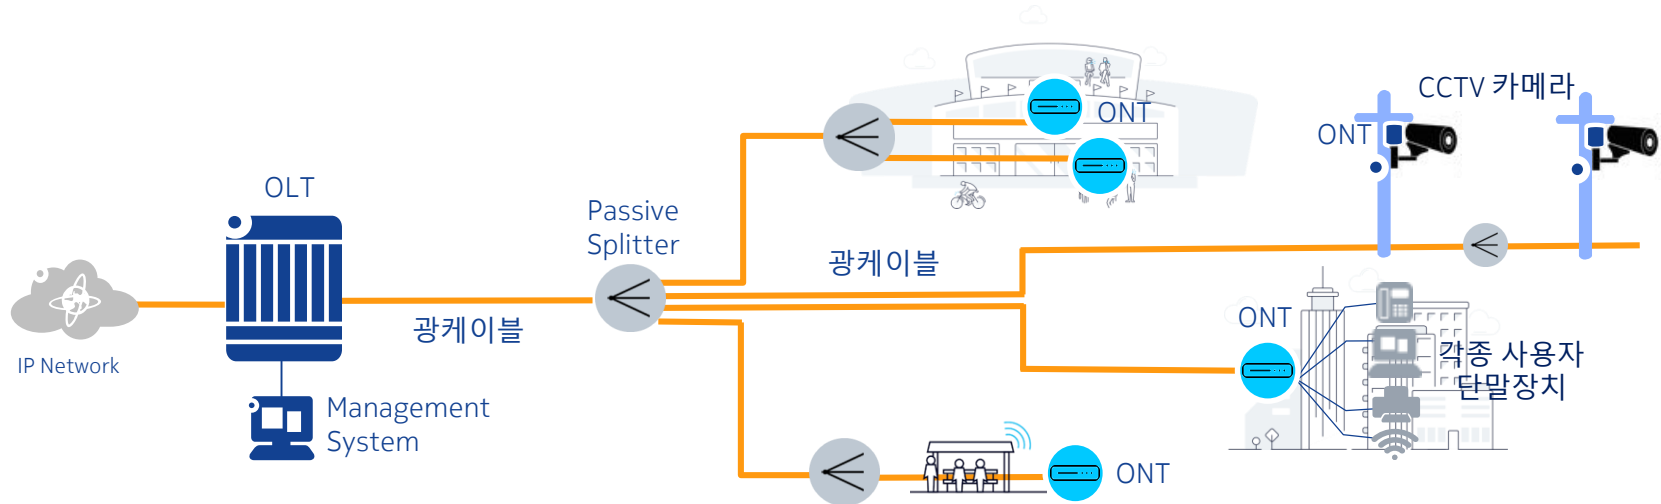 CCTV 카메라
ONT
ONT
OLT
Passive
Splitter
광케이블
광케이블
IP Network
ONT
각종 사용자
단말장치
Management
System
ONT